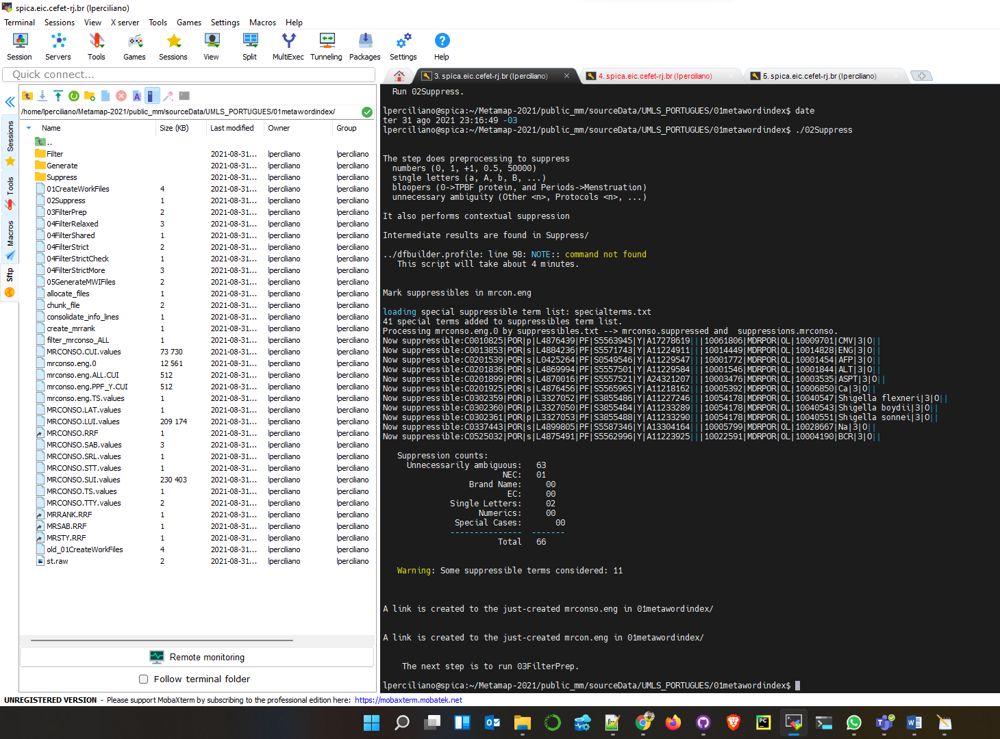 spica.eic.cefet-rj.br (lperciliano)
Terminal Sessions View X server Tools Games Settings Macros Help
Session Servers Tools Games Sessions View Split MultiExec Tunneling Packages Settings Help
Quick connect...
3. spica.eic.cefet-rj.br (lperciliano)
4. spica.eic.cefet-rj.br (lperciliano)
5. spica.eic.cefet-rj.br (lperciliano)
Sessions
Tools
Macros
Sftp
/home/lperciliano/Metamap-2021/public_mm/sourceData/UMLS_PORTUGUES/01metawordindex/
Name Size (KB) Last modified Owner Group
..
Filter 2021-08-31... lperciliano lperciliano
Generate 2021-08-31... lperciliano lperciliano
Suppress 2021-08-31... lperciliano lperciliano
01CreateWorkFiles 4 2021-08-31... lperciliano lperciliano
02Suppress 1 2021-08-31... lperciliano lperciliano
03FilterPrep 2 2021-08-31... lperciliano lperciliano
04FilterRelaxed 3 2021-08-31... lperciliano lperciliano
04FilterShared 1 2021-08-31... lperciliano lperciliano
04FilterStrict 2 2021-08-31... lperciliano lperciliano
04FilterStrictCheck 1 2021-08-31... lperciliano lperciliano
04FilterStrictMore 3 2021-08-31... lperciliano lperciliano
05GenerateMWIFiles 2 2021-08-31... lperciliano lperciliano
allocate_files 1 2021-08-31... lperciliano lperciliano
chunk_file 2 2021-08-31... lperciliano lperciliano
consolidate_info_lines 1 2021-08-31... lperciliano lperciliano
create_mrrank 1 2021-08-31... lperciliano lperciliano
filter_mrconso_ALL 1 2021-08-31... lperciliano lperciliano
MRCONSO.CUI.values 73 730 2021-08-31... lperciliano lperciliano
mrconso.eng.0 12 561 2021-08-31... lperciliano lperciliano
mrconso.eng.ALL.CUI 512 2021-08-31... lperciliano lperciliano
mrconso.eng.PPF_Y.CUI 512 2021-08-31... lperciliano lperciliano
mrconso.eng.TS.values 1 2021-08-31... lperciliano lperciliano
MRCONSO.LAT.values 1 2021-08-31... lperciliano lperciliano
MRCONSO.LUI.values 209 174 2021-08-31... lperciliano lperciliano
MRCONSO.RRF 1 2021-08-31... lperciliano lperciliano
MRCONSO.SAB.values 3 2021-08-31... lperciliano lperciliano
MRCONSO.SRL.values 1 2021-08-31... lperciliano lperciliano
MRCONSO.STT.values 1 2021-08-31... lperciliano lperciliano
MRCONSO.SUI.values 230 403 2021-08-31... lperciliano lperciliano
MRCONSO.TS.values 1 2021-08-31... lperciliano lperciliano
MRCONSO.TTY.values 2 2021-08-31... lperciliano lperciliano
MRRANK.RRF 1 2021-08-31... lperciliano lperciliano
MRSAB.RRF 1 2021-08-31... lperciliano lperciliano
MRSTY.RRF 1 2021-08-31... lperciliano lperciliano
old_01CreateWorkFiles 4 2021-08-31... lperciliano lperciliano
st.raw 2 2021-08-31... lperciliano lperciliano
Remote monitoring
Follow terminal folder
Run 02Suppress.
lperciliano@spica:~/Metamap-2021/public_mm/sourceData/UMLS_PORTUGUES/01metawordindex$ date
ter 31 ago 2021 23:16:49 -03
lperciliano@spica:~/Metamap-2021/public_mm/sourceData/UMLS_PORTUGUES/01metawordindex$ ./02Suppress
The step does preprocessing to suppress
numbers (0, 1, +1, 0.5, 50000)
single letters (a, A, b, B, ...)
bloopers (0->TPBF protein, and Periods->Menstruation)
unnecessary ambiguity (Other <n>, Protocols <n>, ...)
It also performs contextual suppression
Intermediate results are found in Suppress/
../dfbuilder.profile: line 98: NOTE:: command not found
This script will take about 4 minutes.
Mark suppressibles in mrcon.eng
loading special suppressible term list: specialterms.txt
41 special terms added to suppressibles term list.
Processing mrconso.eng.0 by suppressibles.txt --> mrconso.suppressed and suppressions.mrconso.
Now suppressible:C0010825|POR|p|L4876439|PF|S5563945|Y|A17278619|||10061806|MDRPOR|OL|10009701|CMV|3|O||
Now suppressible:C0013853|POR|s|L4884236|PF|S5571743|Y|A11224911|||10014449|MDRPOR|OL|10014828|ENG|3|O||
Now suppressible:C0201539|POR|s|L0425264|PF|S0549546|Y|A11229547|||10001772|MDRPOR|OL|10001454|AFP|3|O||
Now suppressible:C0201836|POR|s|L4869994|PF|S5557501|Y|A11229584|||10001546|MDRPOR|OL|10001844|ALT|3|O||
Now suppressible:C0201899|POR|s|L4870016|PF|S5557521|Y|A24321207|||10003476|MDRPOR|OL|10003535|ASPT|3|O||
Now suppressible:C0201925|POR|s|L4876456|PF|S5565965|Y|A11218162|||10005392|MDRPOR|OL|10006850|Ca|3|O||
Now suppressible:C0302359|POR|p|L3327052|PF|S3855486|Y|A11227246|||10054178|MDRPOR|OL|10040547|Shigella flexneri|3|O||
Now suppressible:C0302360|POR|p|L3327050|PF|S3855484|Y|A11233289|||10054178|MDRPOR|OL|10040543|Shigella boydii|3|O||
Now suppressible:C0302361|POR|p|L3327053|PF|S3855488|Y|A11233290|||10054178|MDRPOR|OL|10040551|Shigella sonnei|3|O||
Now suppressible:C0337443|POR|s|L4899805|PF|S5587346|Y|A13304164|||10005799|MDRPOR|OL|10028667|Na|3|O||
Now suppressible:C0525032|POR|s|L4875491|PF|S5562996|Y|A11223925|||10022591|MDRPOR|OL|10004190|BCR|3|O||
Suppression counts:
Unnecessarily ambiguous: 63
NEC: 01
Brand Name: 00
EC: 00
Single Letters: 02
Numerics: 00
Special Cases: 00
--------------- -------
Total 66
Warning: Some suppressible terms considered: 11
A link is created to the just-created mrconso.eng in 01metawordindex/
A link is created to the just-created mrcon.eng in 01metawordindex/
The next step is to run 03FilterPrep.
lperciliano@spica:~/Metamap-2021/public_mm/sourceData/UMLS_PORTUGUES/01metawordindex$
UNREGISTERED VERSION - Please support MobaXterm by subscribing to the professional edition here: https://mobaxterm.mobatek.net